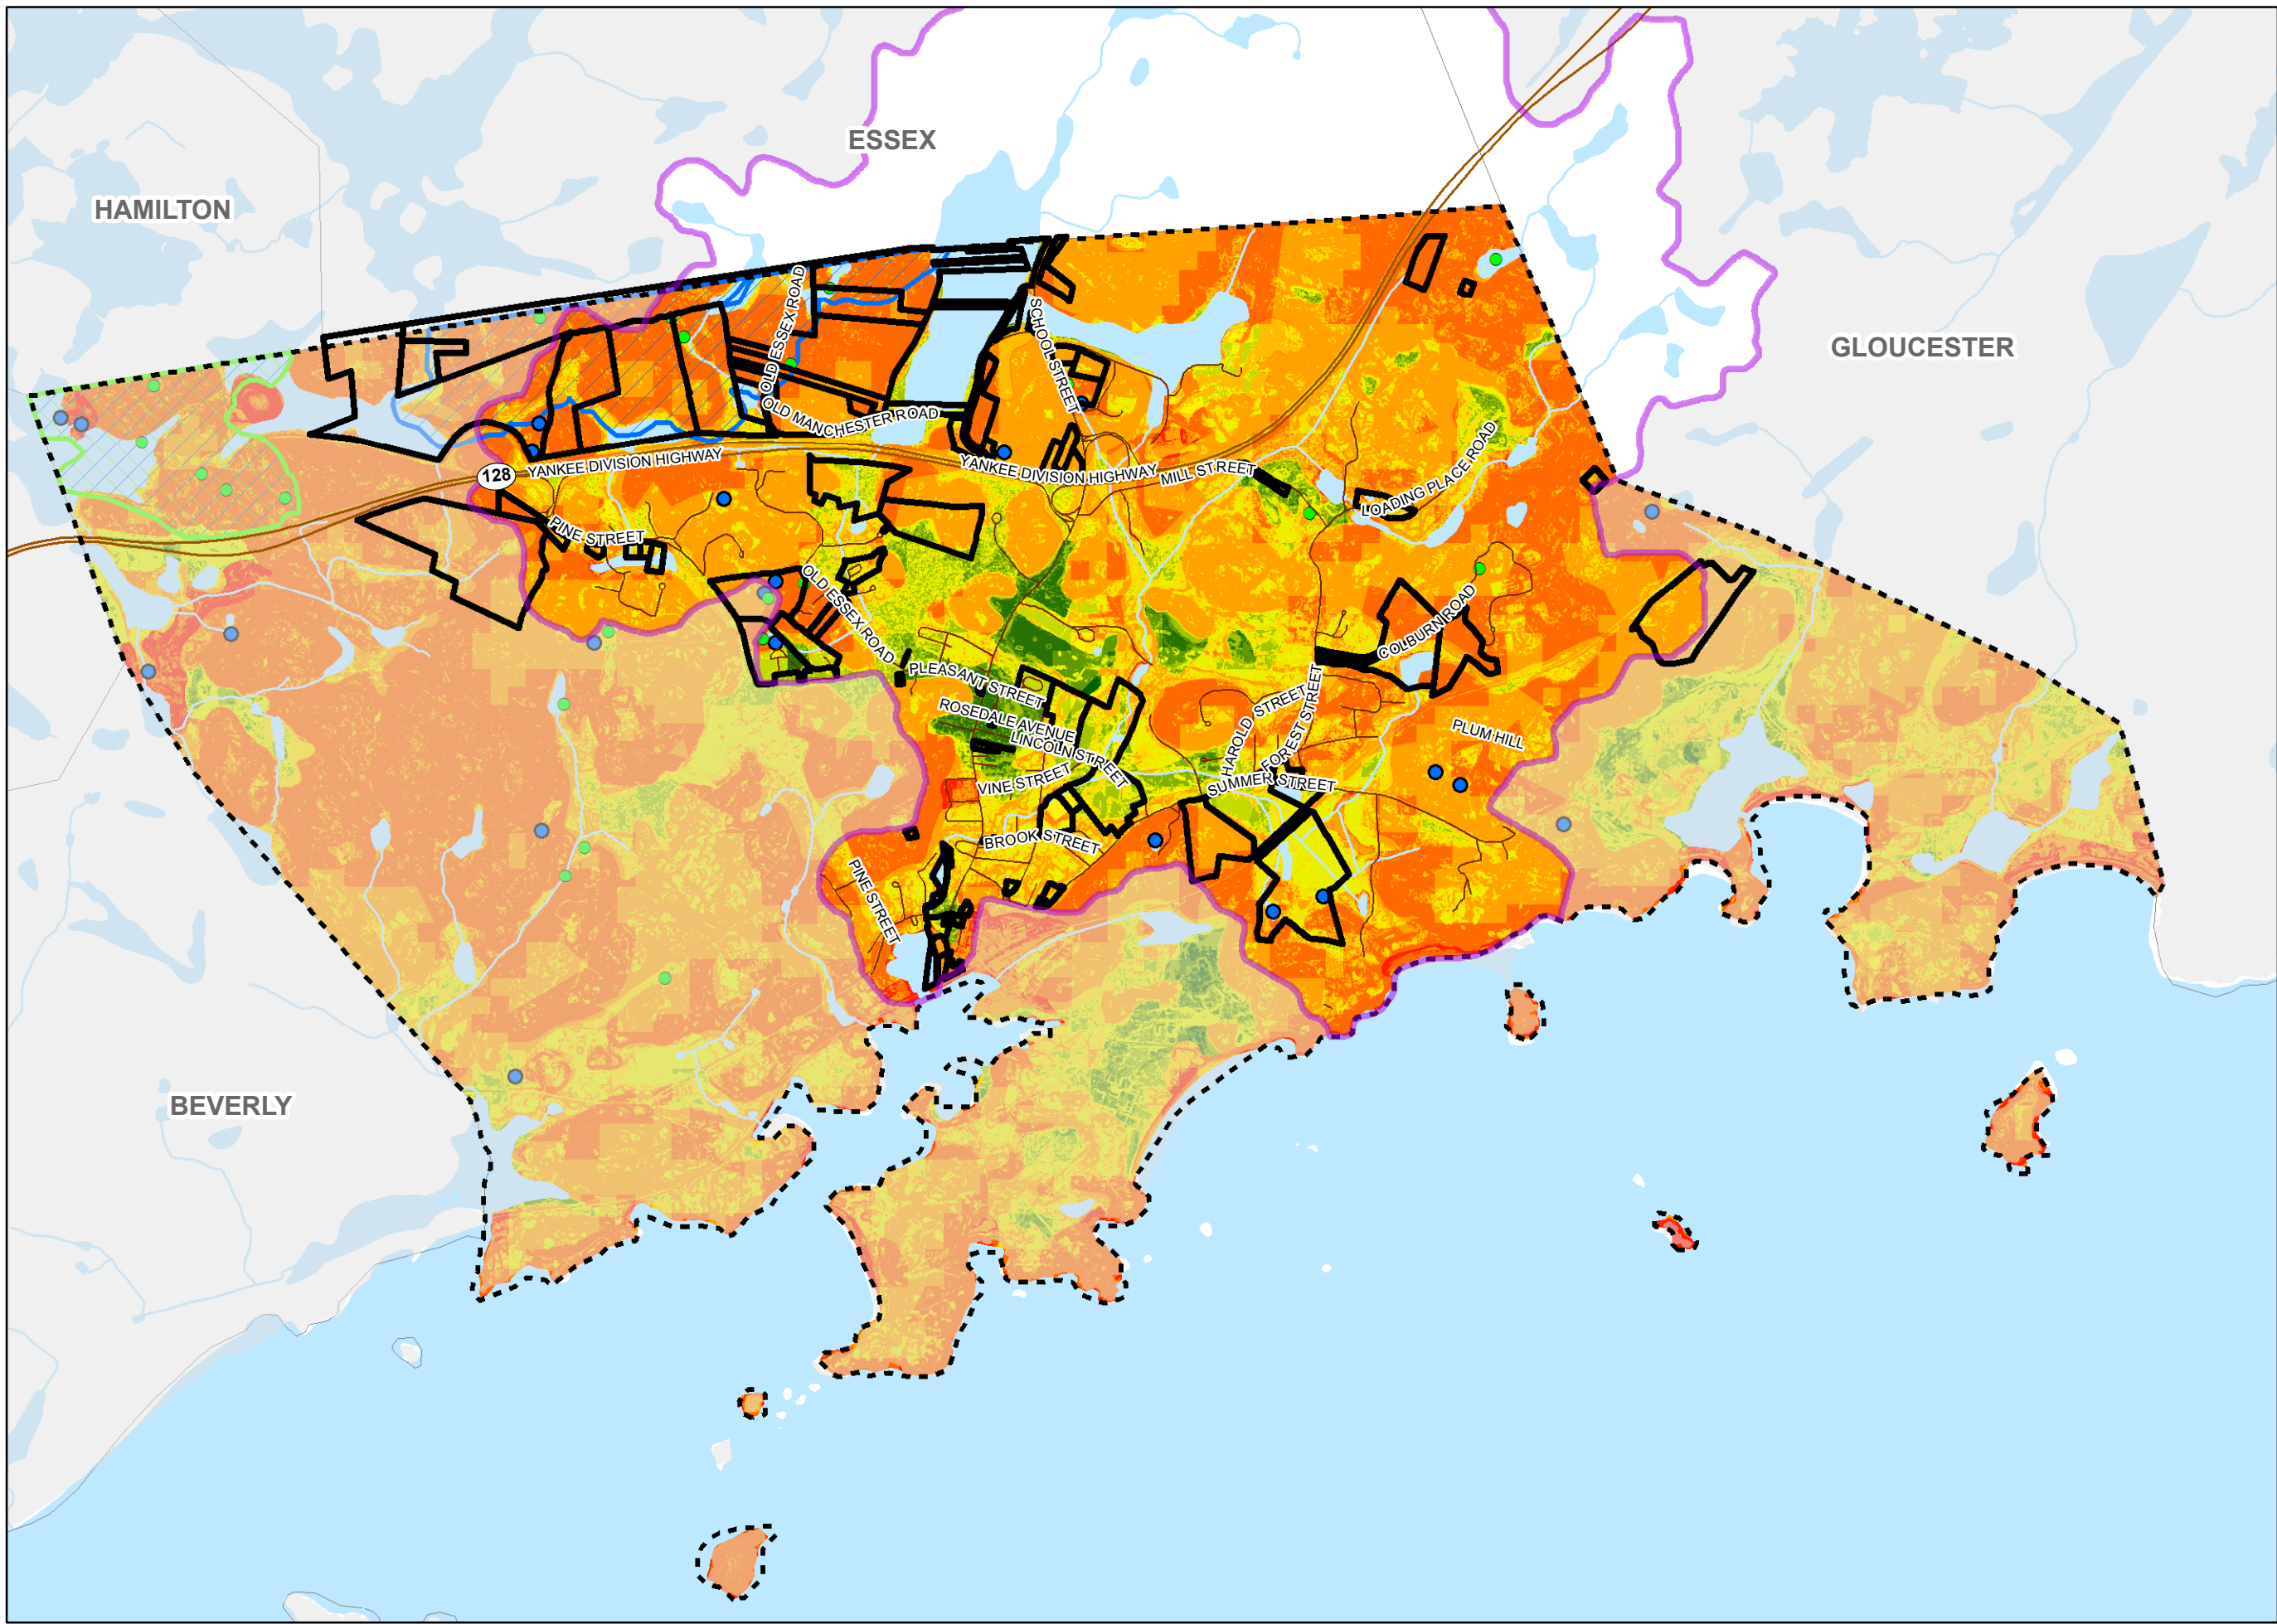 ESSEX
HAMILTON
GLOUCESTER
OLD ESSEX ROAD
SCHOOL STREET
OLD MANCHESTER ROAD
128
YANKEE DIVISION HIGHWAY
YANKEE DIVISION HIGHWAY
MILL STREET
LOADING PLACE ROAD
PINE STREET
OLD ESSEX ROAD
COLBURN ROAD
PLEASANT STREET
ROSEDALE AVENUE
LINCOLN STREET
HAROLD STREET
FOREST STREET
PLUM HILL
VINE STREET
SUMMER STREET
BROOK STREET
PINE STREET
BEVERLY